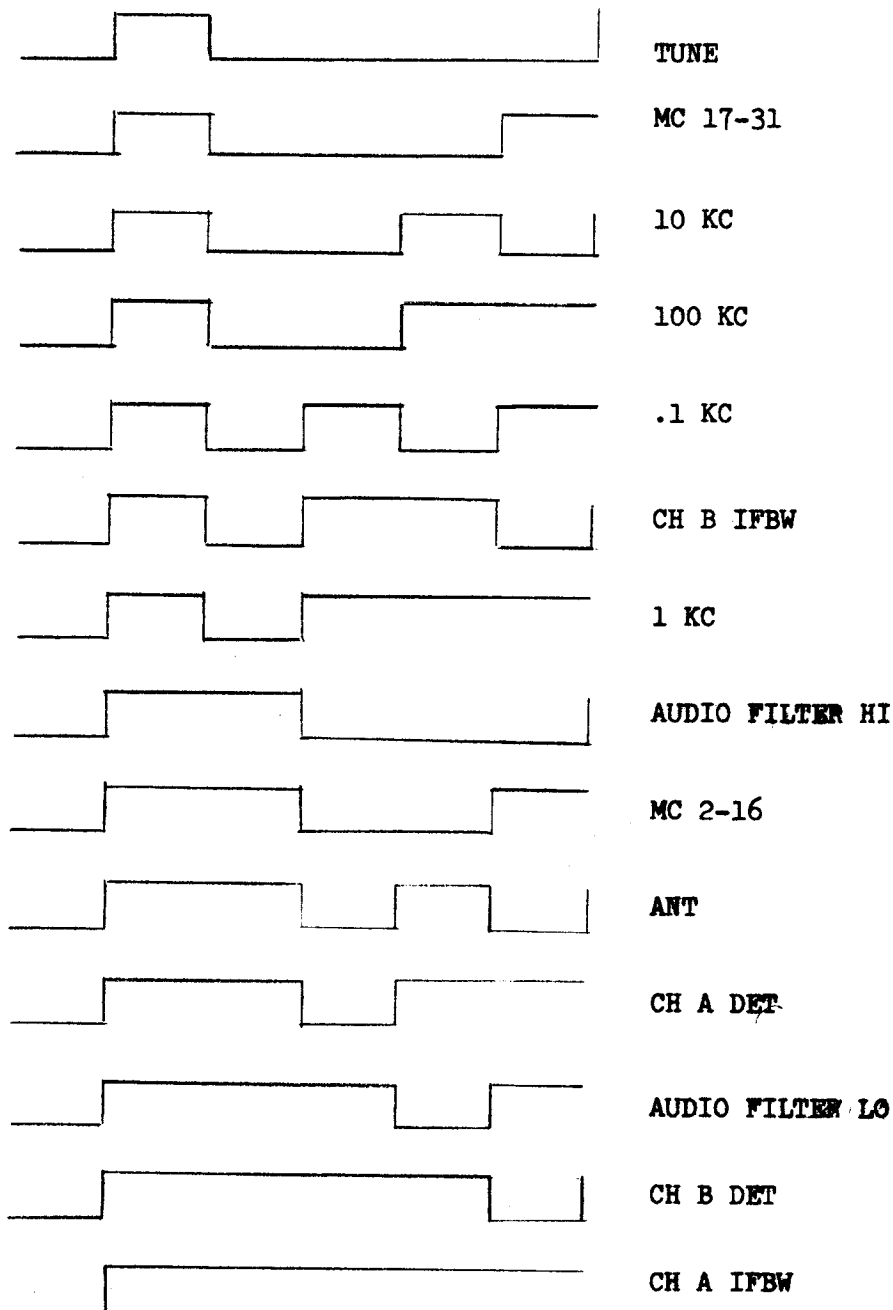 TUNE
MC 17-31
10 KC
100 KC
.1 KC
CH B IFBW
1 KC
AUDIO FILTER HI
MC 2-16
ANT
CH A DET
AUDIO FILTER LO
CH B DET
CH A IFBW